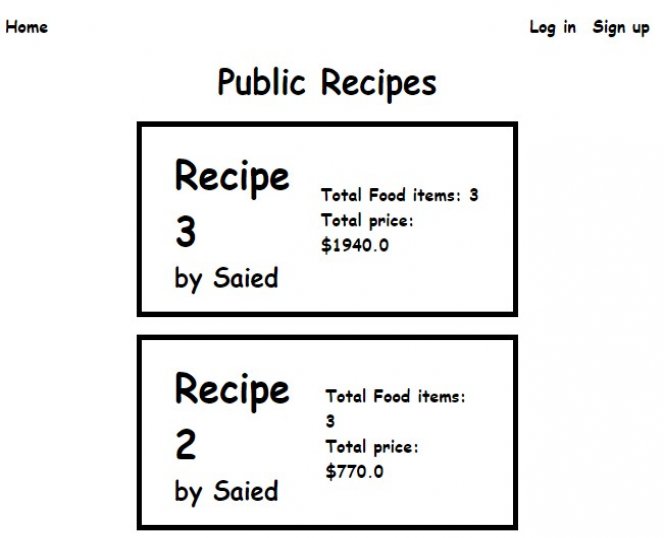 Home Log in Sign up
Public Recipes
Recipe
3
by Saied
Total Food items: 3
Total price:
$1940.0
Recipe
2
by Saied
Total Food items:
3
Total price:
$770.0